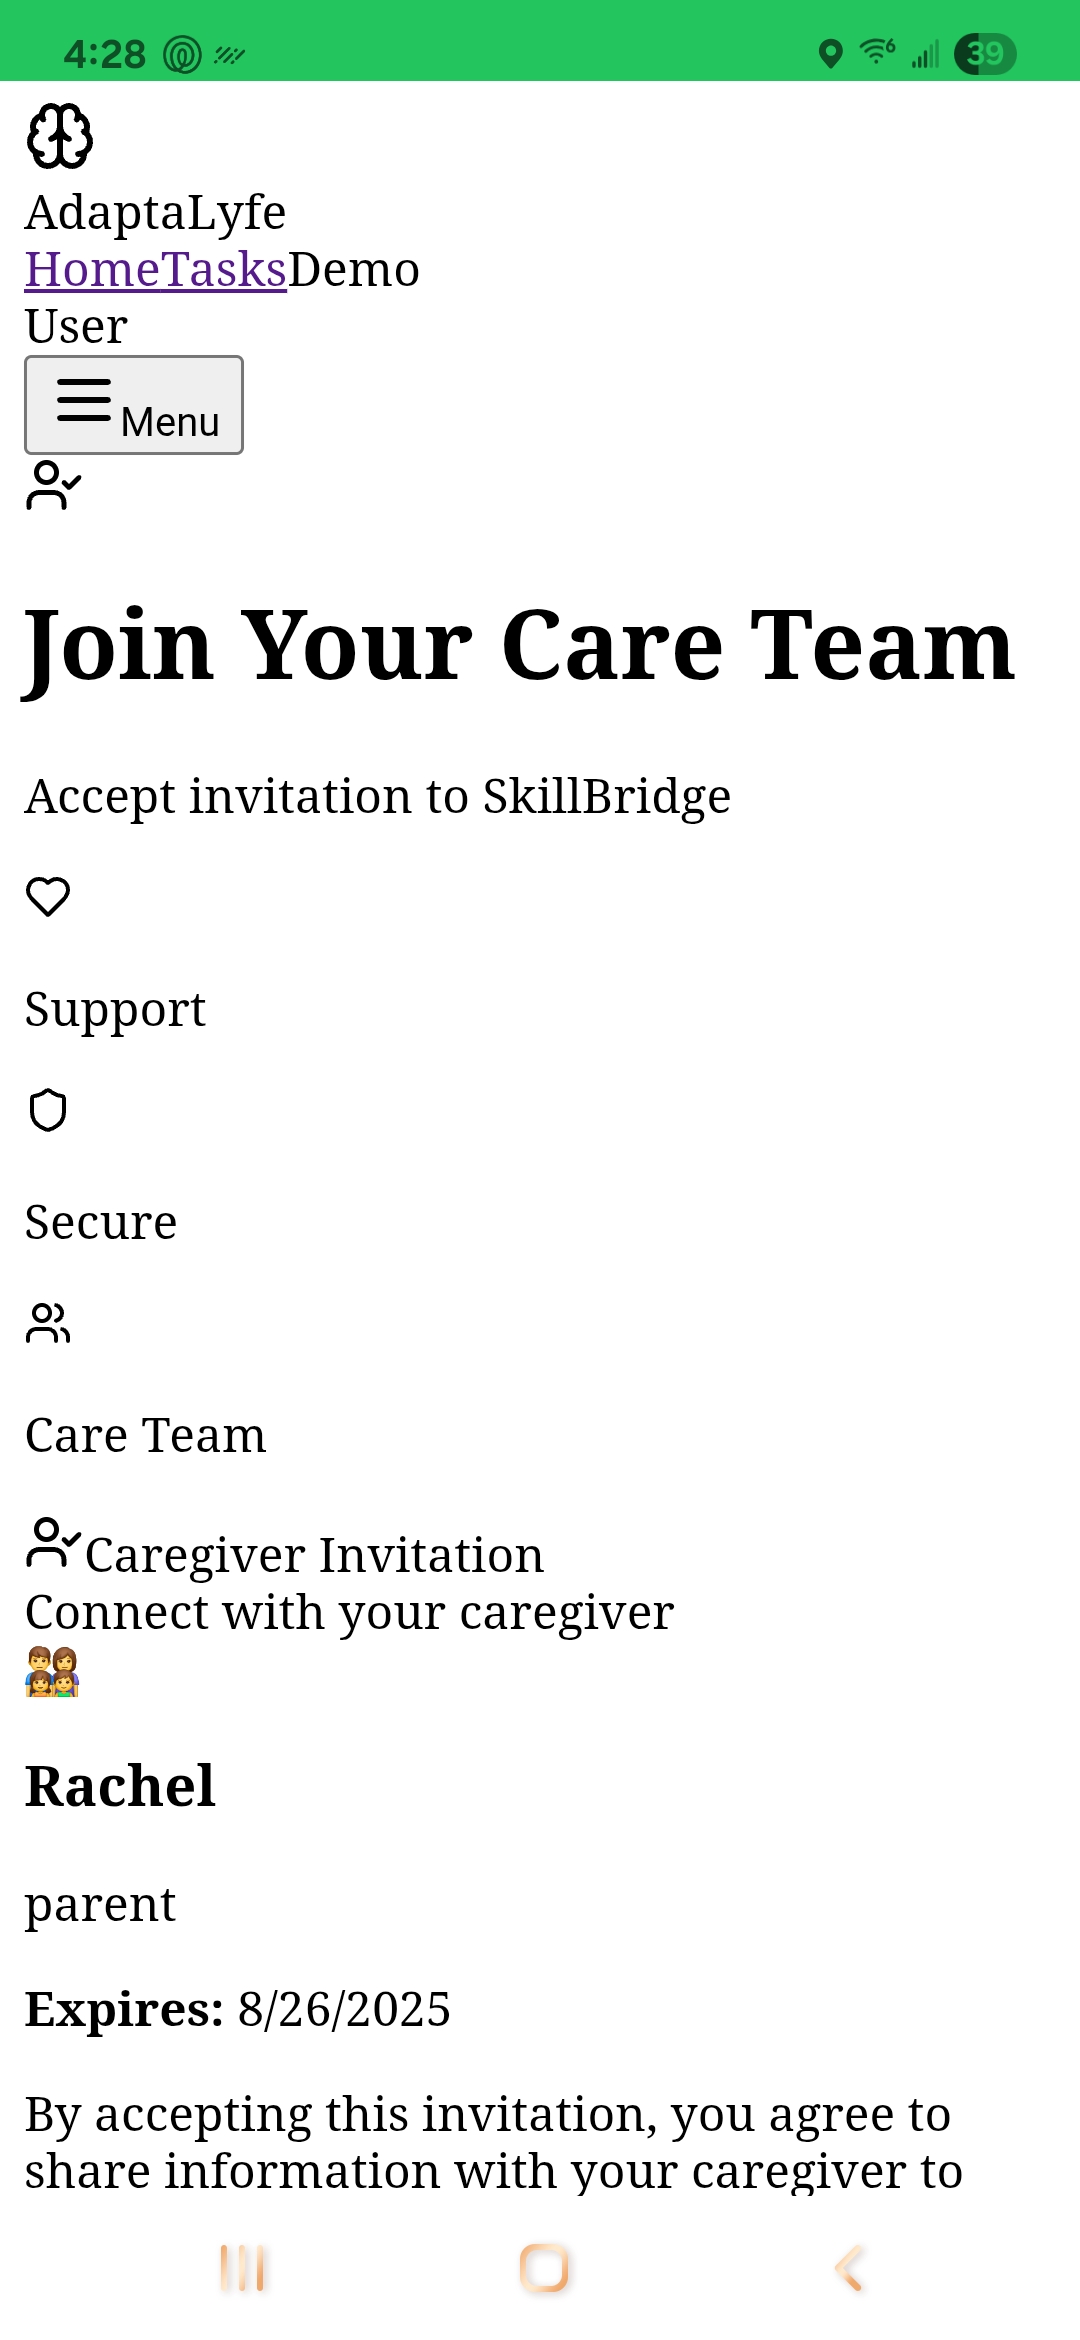 4:28
6
39
AdaptaLyfe
HomeTasksDemo
User
Menu
Join Your Care Team
Accept invitation to SkillBridge
Support
Secure
Care Team
Caregiver Invitation
Connect with your caregiver
Rachel
parent
Expires: 8/26/2025
By accepting this invitation, you agree to
share information with your caregiver to